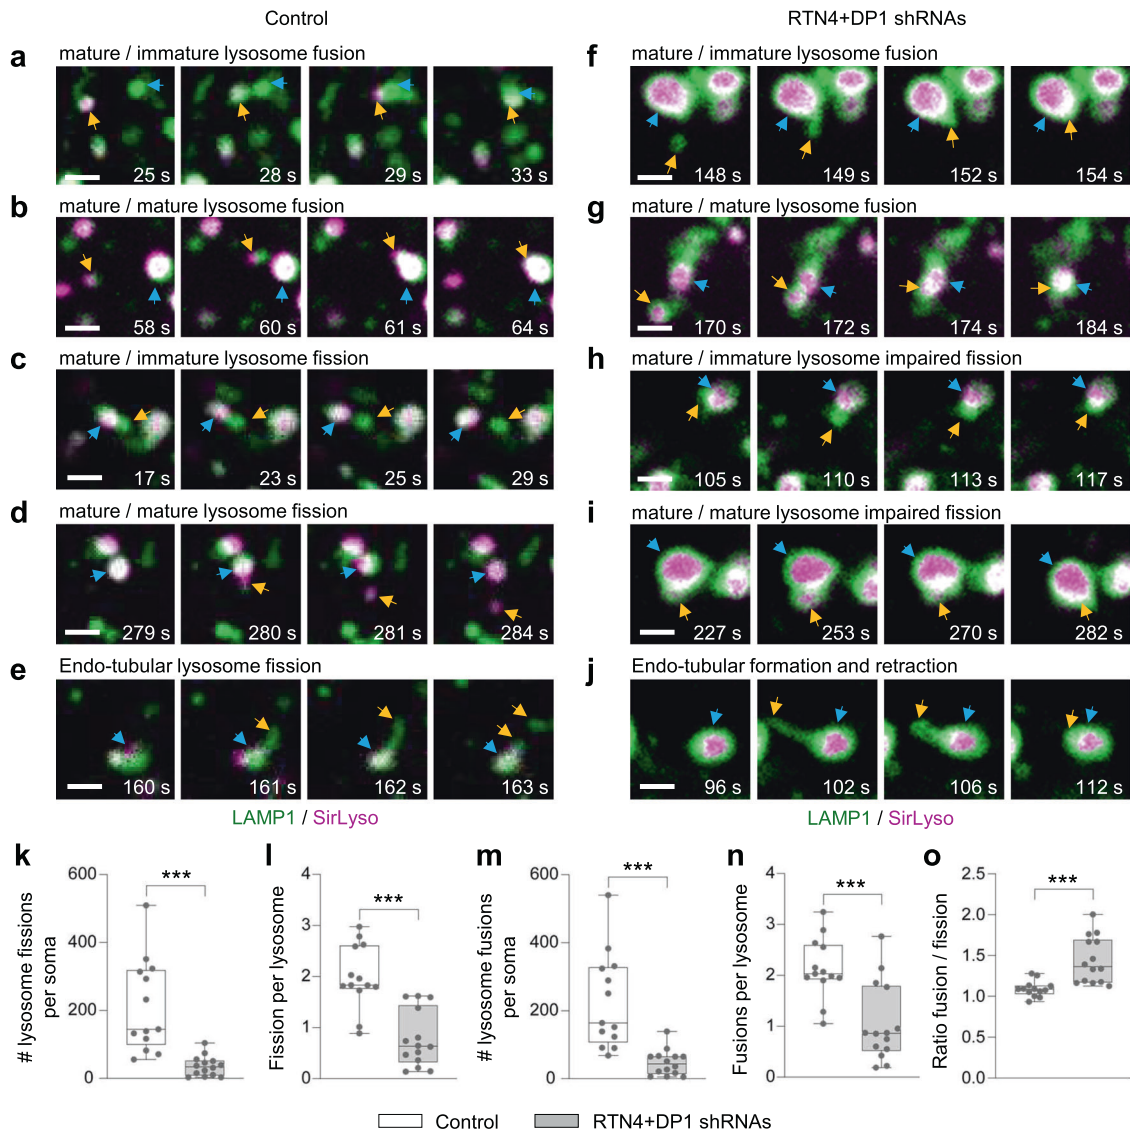 Control
RTN4+DP1 shRNAs
a mature / immature lysosome fusion
25 s 28 s 29 s 33 s
b mature / mature lysosome fusion
58 s 60 s 61 s 64 s
c mature / immature lysosome fission
17 s 23 s 25 s 29 s
d mature / mature lysosome fission
279 s 280 s 281 s 284 s
e Endo-tubular lysosome fission
160 s 161 s 162 s 163 s
LAMP1 / SirLyso
f mature / immature lysosome fusion
148 s 149 s 152 s 154 s
g mature / mature lysosome fusion
170 s 172 s 174 s 184 s
h mature / immature lysosome impaired fission
105 s 110 s 113 s 117 s
i mature / mature lysosome impaired fission
227 s 253 s 270 s 282 s
j Endo-tubular formation and retraction
96 s 102 s 106 s 112 s
LAMP1 / SirLyso
k
# lysosome fissions
per soma
600
400
200
0
***
l
Fission per lysosome
4
3
2
1
0
***
m
# lysosome fusions
per soma
600
400
200
0
***
n
Fusions per lysosome
4
3
2
1
0
***
o
Ratio fusion / fission
2.5
2.0
1.5
1.0
0.5
0.0
***
Control
RTN4+DP1 shRNAs